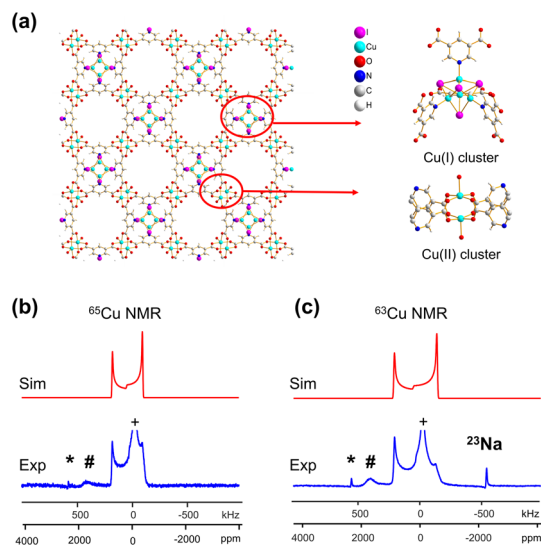 (a)
I
Cu
O
N
C
H
Cu(I) cluster
Cu(II) cluster
(b)
⁶⁵Cu NMR
Sim
+
* #
Exp
500 0 -500 kHz
4000 2000 0 -2000 ppm
(c)
⁶³Cu NMR
Sim
+
²³Na
* #
Exp
500 0 -500 kHz
4000 2000 0 -2000 ppm